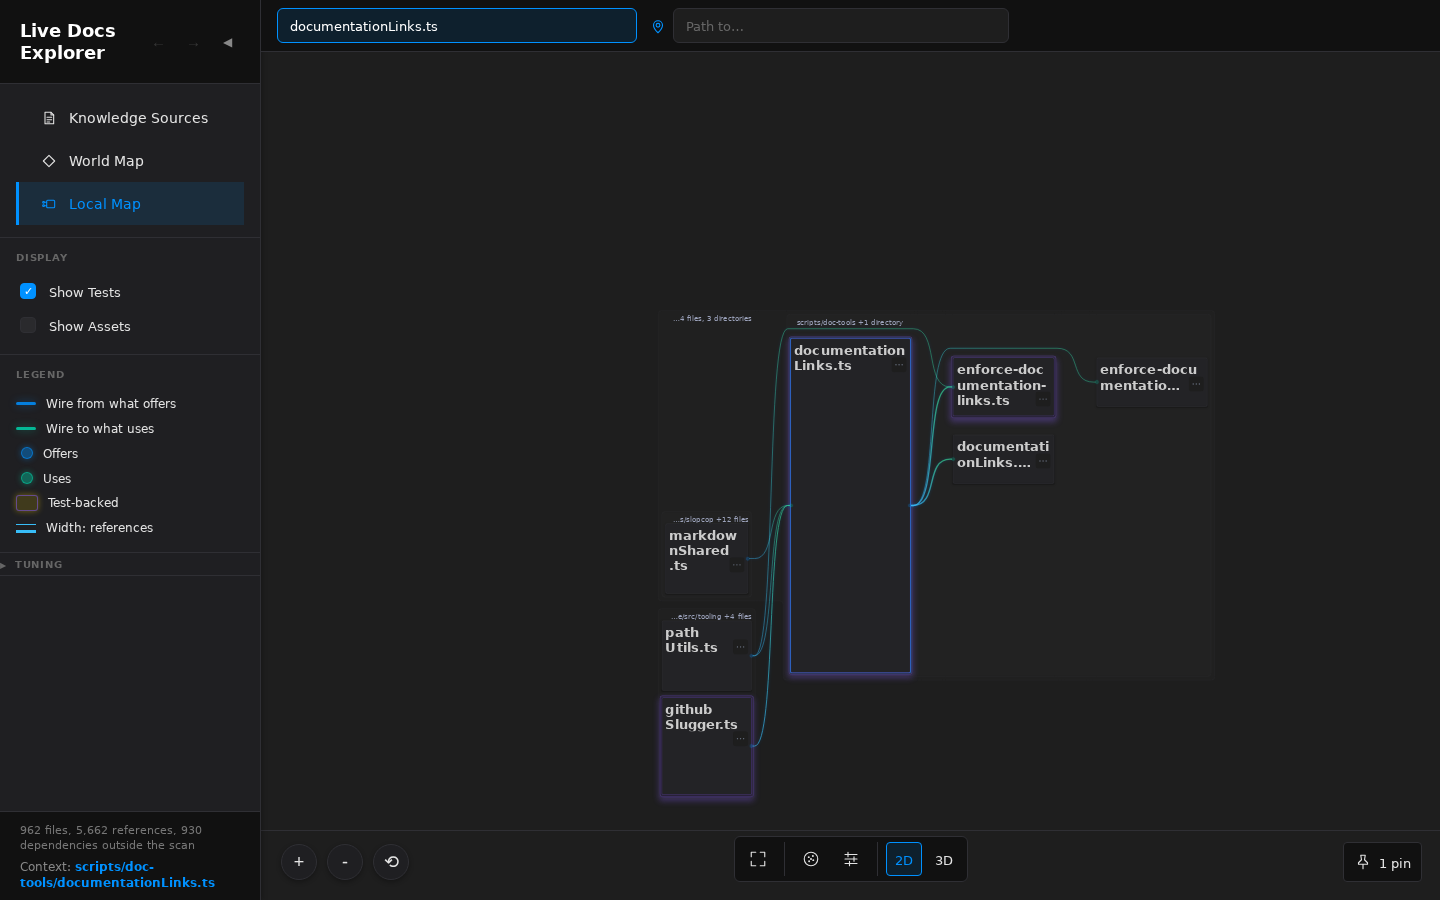 Live Docs
Explorer
← → ◀
documentationLinks.ts
Path to...
Knowledge Sources
World Map
Local Map
DISPLAY
Show Tests
Show Assets
LEGEND
Wire from what offers
Wire to what uses
Offers
Uses
Test-backed
Width: references
TUNING
962 files, 5,662 references, 930
dependencies outside the scan
Context: scripts/doc-
tools/documentationLinks.ts
...4 files, 3 directories
scripts/doc-tools +1 directory
documentation
Links.ts
...
enforce-doc
umentation-
links.ts
...
enforce-docu
mentatio...
...
documentati
onLinks....
...
...s/slopcop +12 files
markdow
nShared
.ts
...
...e/src/tooling +4 files
path
Utils.ts
...
github
Slugger.ts
...
+
-
⟲
2D
3D
1 pin